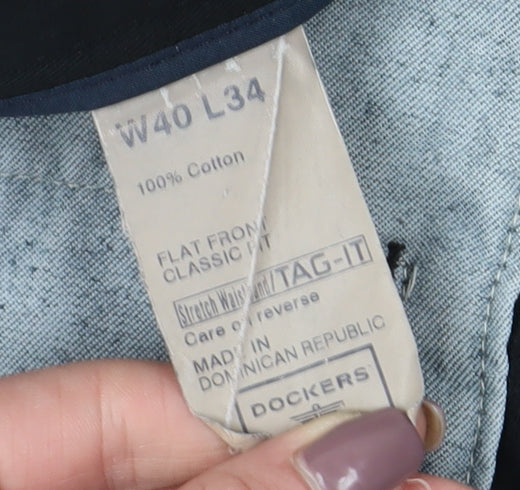 W40 L34
100% Cotton
FLAT FRONT
CLASSIC FIT
Stretch Waistband/TAG-IT
Care on reverse
MADE IN
DOMINICAN REPUBLIC
DOCKERS